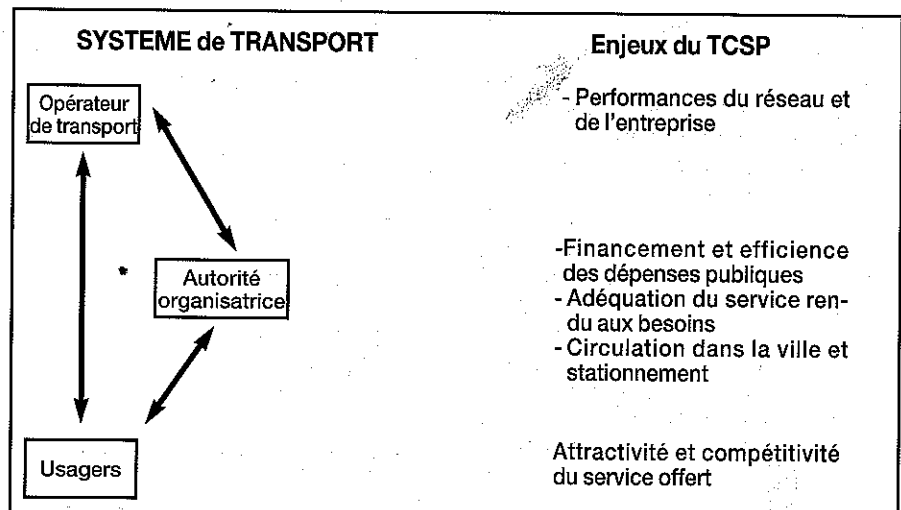 SYSTEME de TRANSPORT
Enjeux du TCSP
Opérateur
de transport
- Performances du réseau et
de l'entreprise
Autorité
organisatrice
-Financement et efficience
des dépenses publiques
- Adéquation du service ren-
du aux besoins
- Circulation dans la ville et
stationnement
Usagers
Attractivité et compétitivité
du service offert